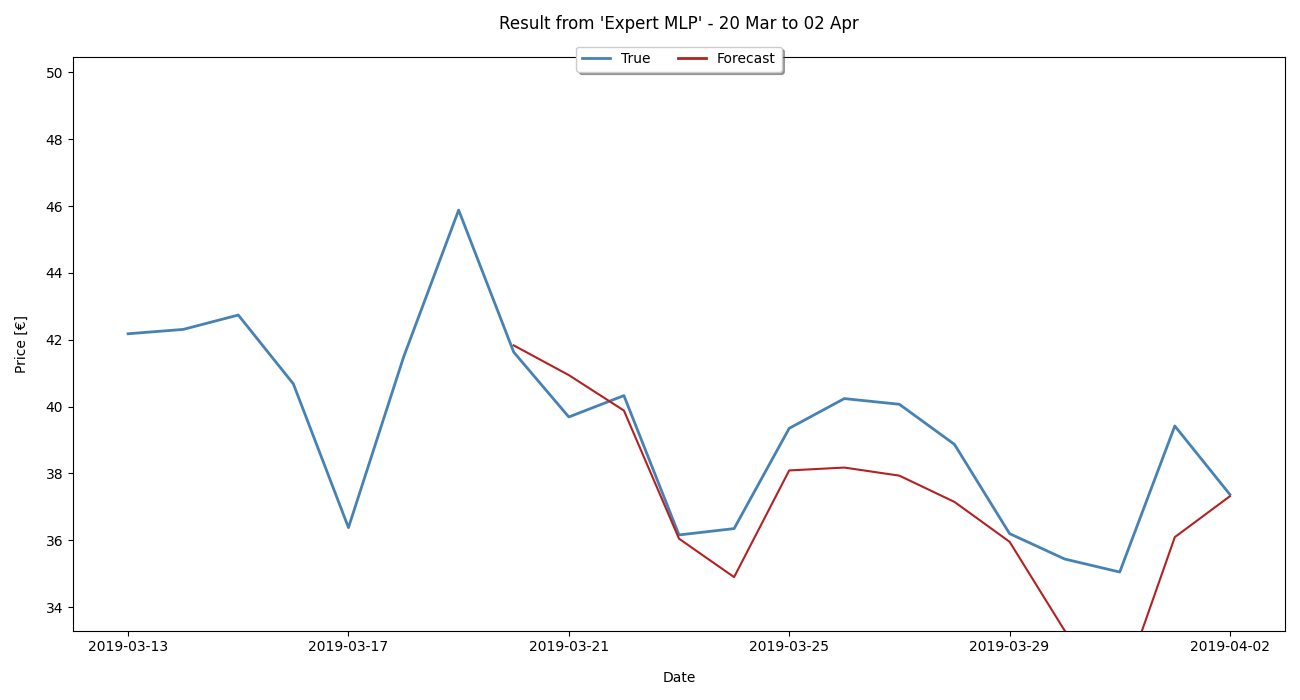 Result from 'Expert MLP' - 20 Mar to 02 Apr
True Forecast
50
48
46
44
42
40
38
36
34
Price [€]
2019-03-13 2019-03-17 2019-03-21 2019-03-25 2019-03-29 2019-04-02
Date